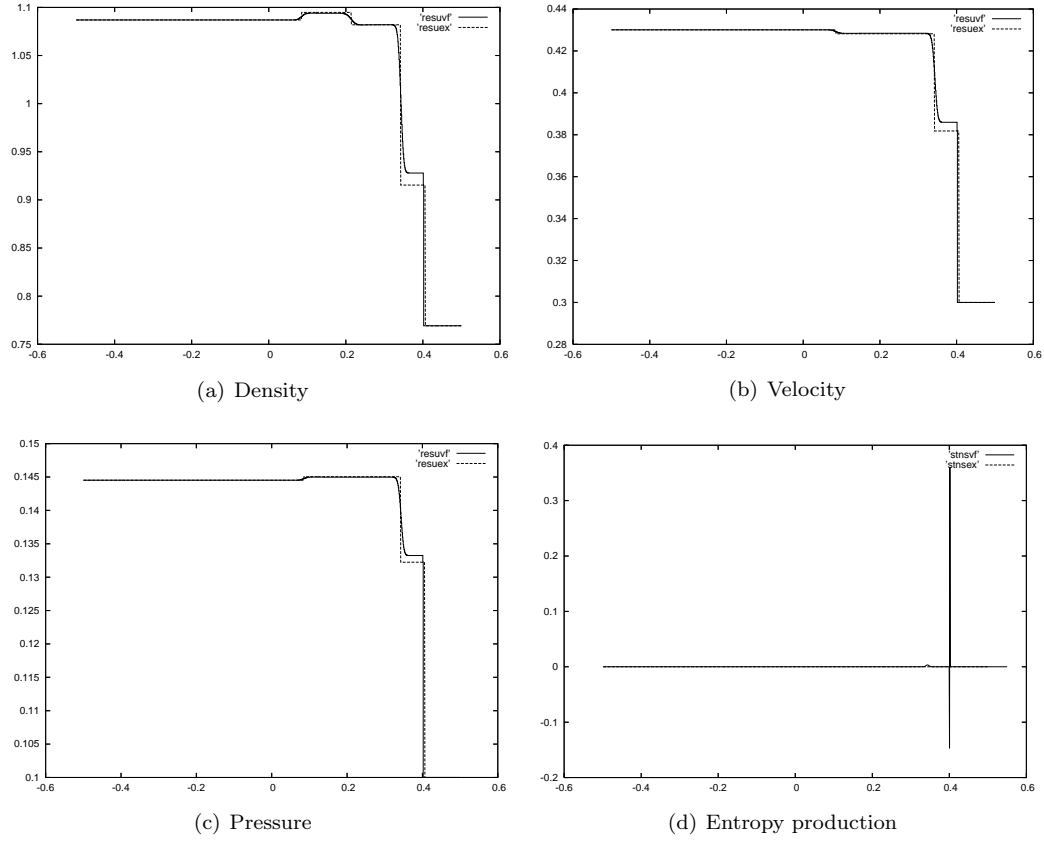 1.1
1.05
1
0.95
0.9
0.85
0.8
0.75
-0.6 -0.4 -0.2 0 0.2 0.4 0.6
'resuvf'
'resuex'
(a) Density
0.44
0.42
0.4
0.38
0.36
0.34
0.32
0.3
0.28
-0.6 -0.4 -0.2 0 0.2 0.4 0.6
'resuvf'
'resuex'
(b) Velocity
0.15
0.145
0.14
0.135
0.13
0.125
0.12
0.115
0.11
0.105
0.1
-0.6 -0.4 -0.2 0 0.2 0.4 0.6
'resuvf'
'resuex'
(c) Pressure
0.4
0.3
0.2
0.1
0
-0.1
-0.2
-0.6 -0.4 -0.2 0 0.2 0.4 0.6
'stnsvf'
'stnsex'
(d) Entropy production